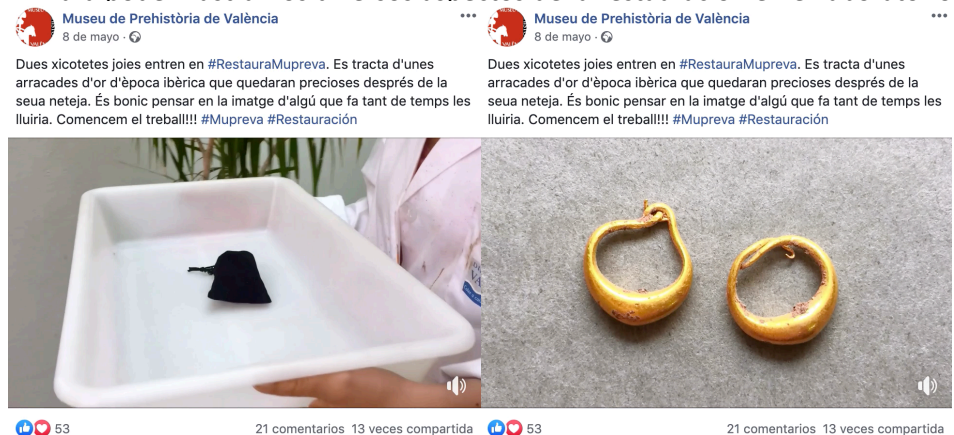 Museu de Prehistòria de València
8 de mayo ·
Dues xicotetes joies entren en #RestauraMupreva. Es tracta d'unes
arracades d'or d'època ibèrica que quedaran precioses després de la
seua neteja. És bonic pensar en la imatge d'algú que fa tant de temps les
lluiria. Comencem el treball!!! #Mupreva #Restauración
53
21 comentarios 13 veces compartida
Museu de Prehistòria de València
8 de mayo ·
Dues xicotetes joies entren en #RestauraMupreva. Es tracta d'unes
arracades d'or d'època ibèrica que quedaran precioses després de la
seua neteja. És bonic pensar en la imatge d'algú que fa tant de temps les
lluiria. Comencem el treball!!! #Mupreva #Restauración
53
21 comentarios 13 veces compartida